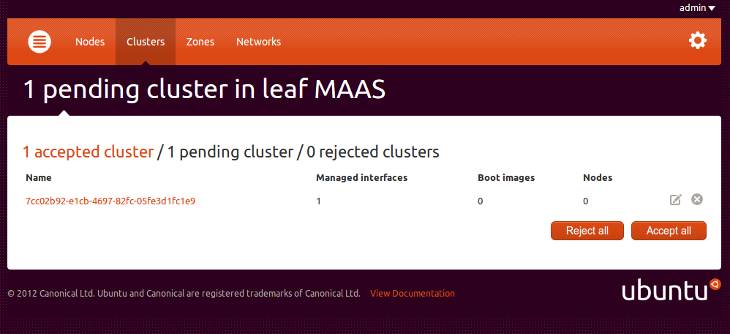 admin
Nodes Clusters Zones Networks
1 pending cluster in leaf MAAS
1 accepted cluster / 1 pending cluster / 0 rejected clusters
Name Managed interfaces Boot images Nodes
7cc02b92-e1cb-4697-82fc-05fe3d1fc1e9 1 0 0
Reject all Accept all
© 2012 Canonical Ltd. Ubuntu and Canonical are registered trademarks of Canonical Ltd. View Documentation
ubuntu